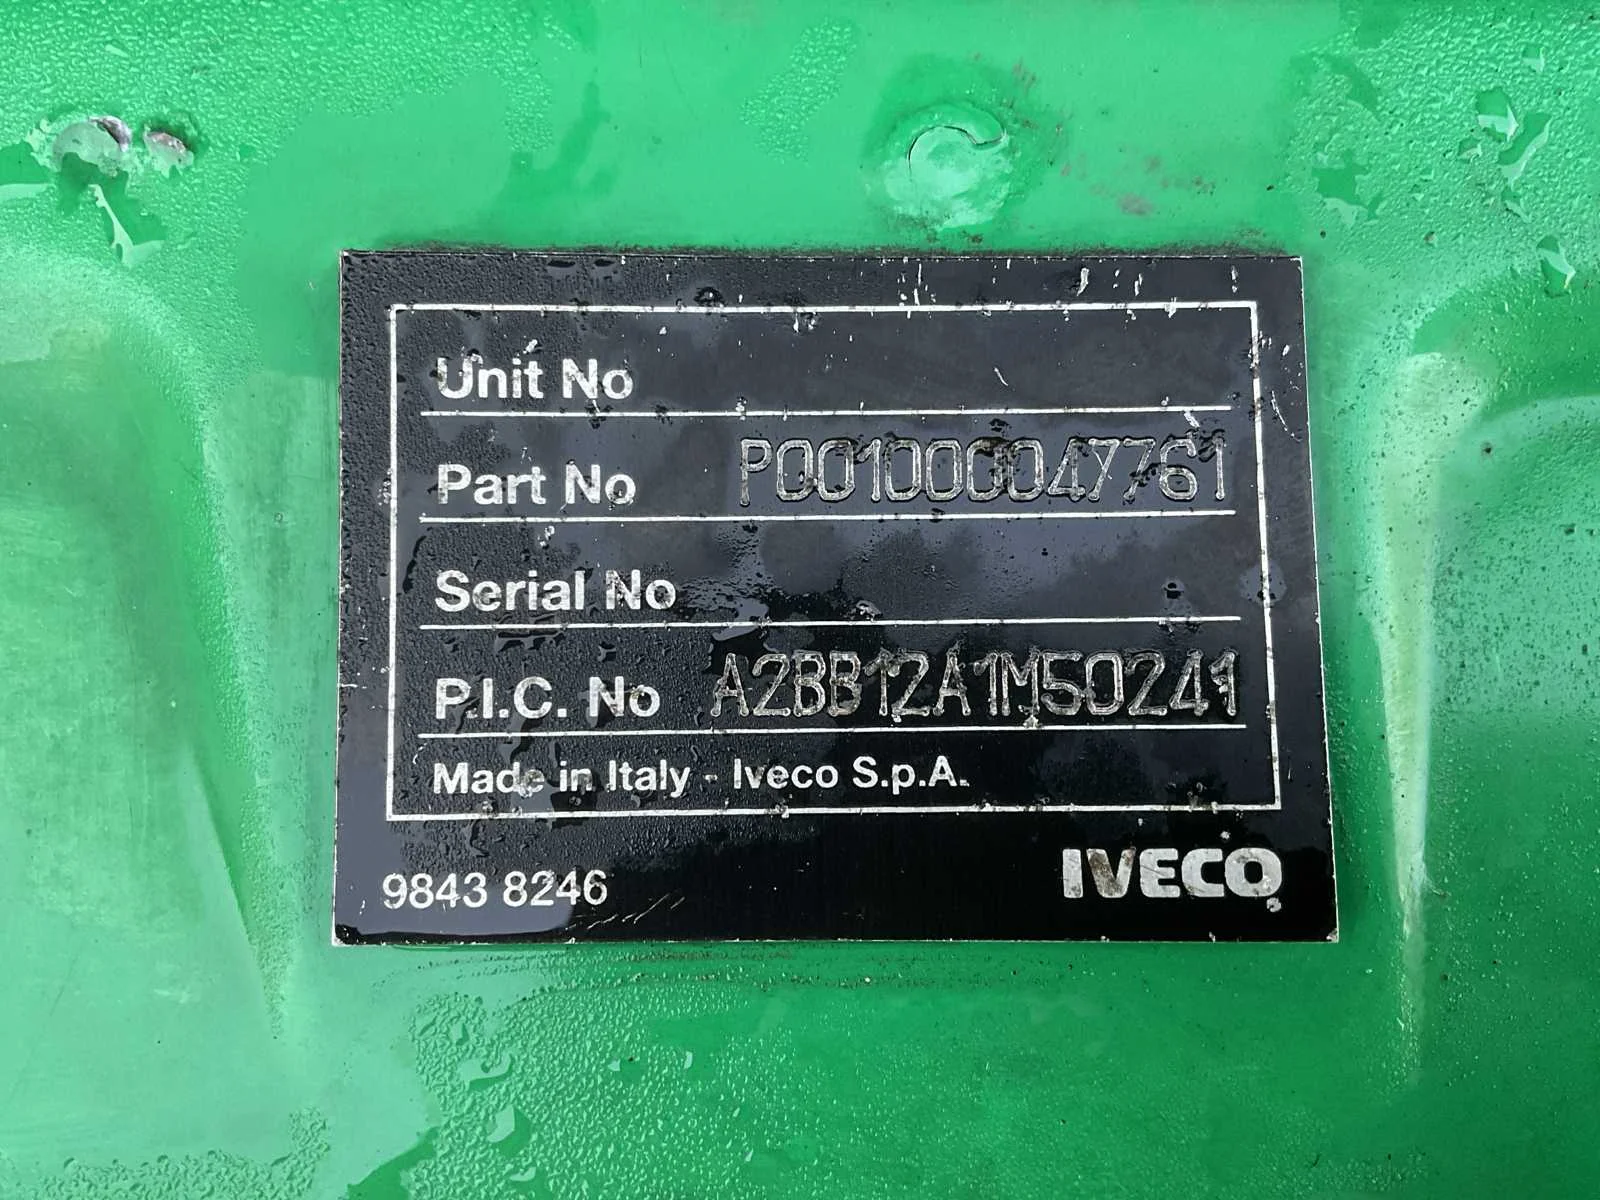 Unit No
Part No P001000047761
Serial No
P.I.C. No A2BB12A1M50241
Made in Italy - Iveco S.p.A.
9843 8246
IVECO